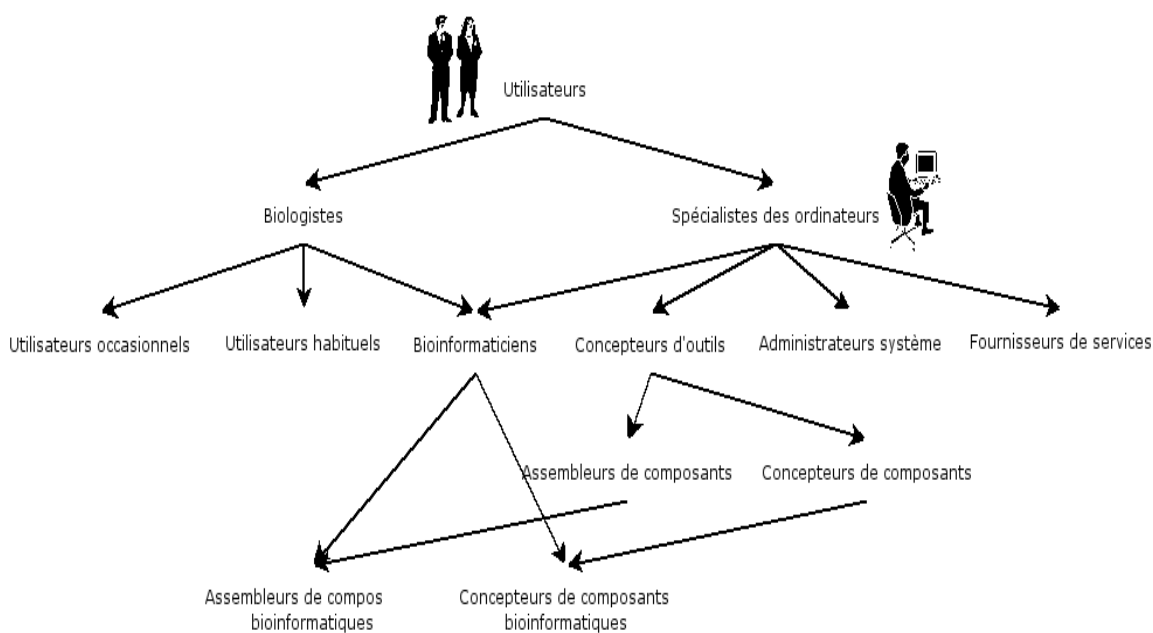 Utilisateurs
Biologistes
Spécialistes des ordinateurs
Utilisateurs occasionnels
Utilisateurs habituels
Bioinformaticiens
Concepteurs d'outils
Administrateurs système
Fournisseurs de services
Assembleurs de composants
Concepteurs de composants
Assembleurs de compos
bioinformatiques
Concepteurs de composants
bioinformatiques